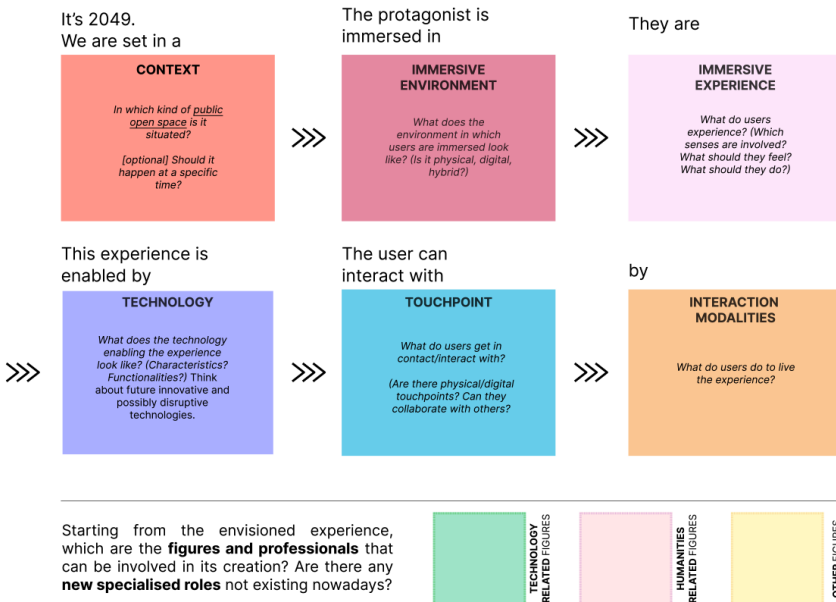 It's 2049.
We are set in a
CONTEXT
In which kind of public
open space is it
situated?
[optional] Should it
happen at a specific
time?
The protagonist is
immersed in
IMMERSIVE
ENVIRONMENT
What does the
environment in which
users are immersed look
like? (Is it physical, digital,
hybrid?)
They are
IMMERSIVE
EXPERIENCE
What do users
experience? (Which
senses are involved?
What should they feel?
What should they do?)
This experience is
enabled by
TECHNOLOGY
What does the technology
enabling the experience
look like? (Characteristics?
Functionalities?) Think
about future innovative and
possibly disruptive
technologies.
The user can
interact with
TOUCHPOINT
What do users get in
contact/interact with?
(Are there physical/digital
touchpoints? Can they
collaborate with others?
by
INTERACTION
MODALITIES
What do users do to live
the experience?
Starting from the envisioned experience,
which are the figures and professionals that
can be involved in its creation? Are there any
new specialised roles not existing nowadays?
TECHNOLOGY
RELATED FIGURES
HUMANITIES
RELATED FIGURES
OTHER FIGURES